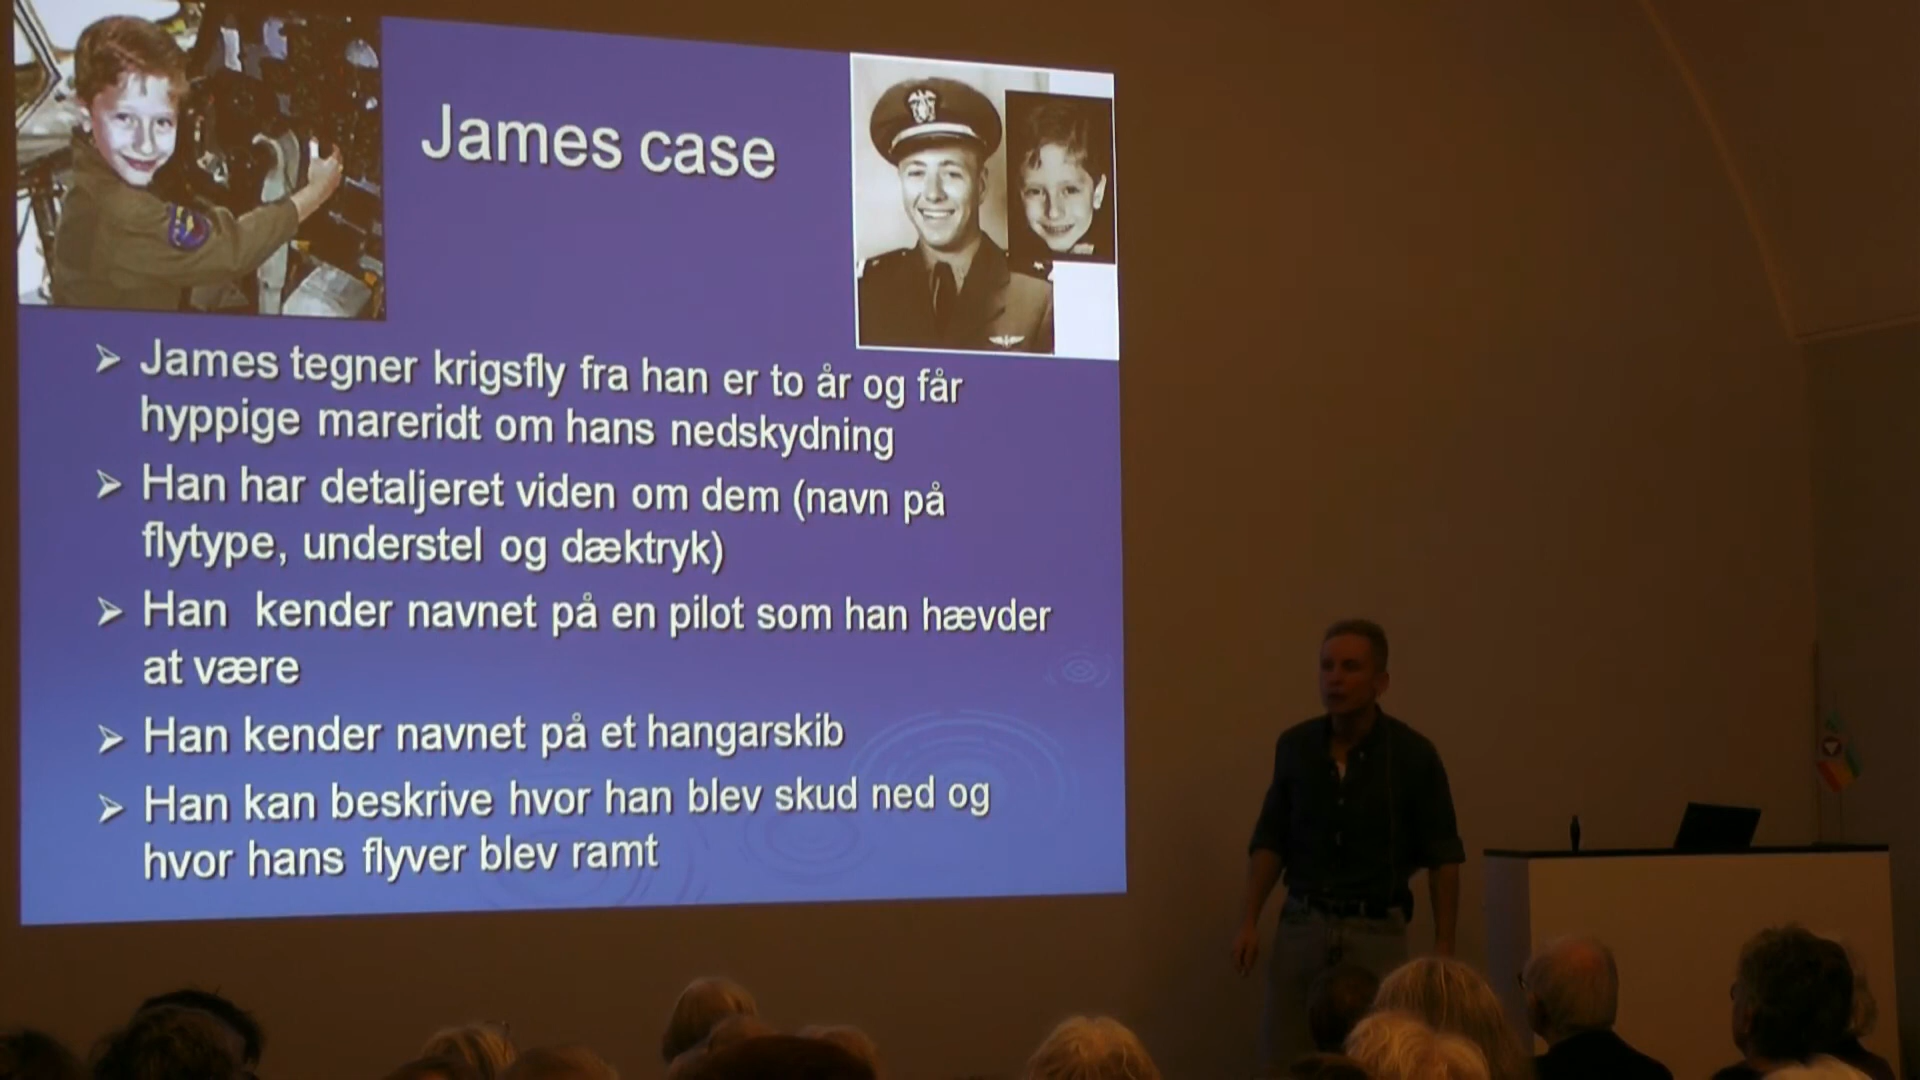 James case
James tegner krigsfly fra han er to år og får
hyppige mareridt om hans nedskydning
Han har detaljeret viden om dem (navn på
flytype, understel og dæktryk)
Han kender navnet på en pilot som han hævder
at være
Han kender navnet på et hangarskib
Han kan beskrive hvor han blev skud ned og
hvor hans flyver blev ramt